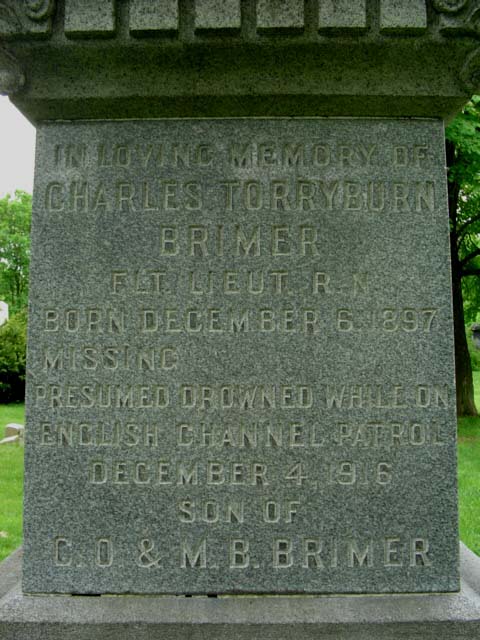 IN LOVING MEMORY OF
CHARLES TORRYBURN
BRIMER
FLT. LIEUT. R.N.
BORN DECEMBER 6, 1897
MISSING
PRESUMED DROWNED WHILE ON
ENGLISH CHANNEL PATROL
DECEMBER 4, 1916
SON OF
C.O & M.B. BRIMER